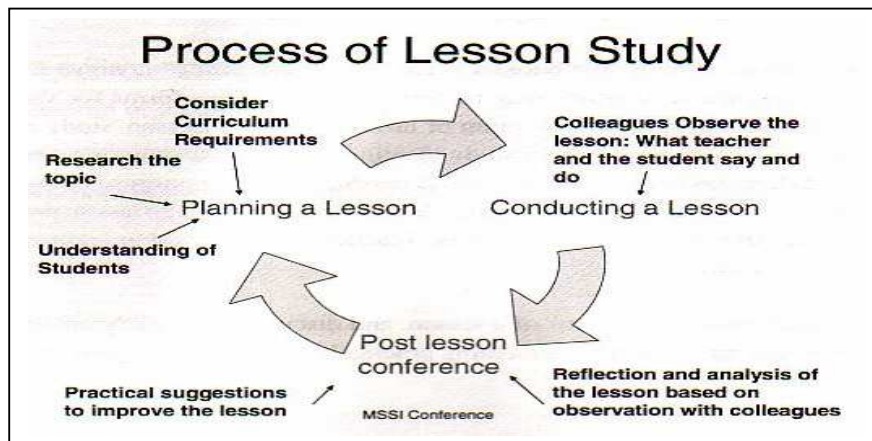 Process of Lesson Study
Consider
Curriculum
Requirements
Research the
topic
Understanding of
Students
Planning a Lesson
Colleagues Observe the
lesson: What teacher
and the student say and
do
Conducting a Lesson
Post lesson
conference
Practical suggestions
to improve the lesson
MSSI Conference
Reflection and analysis of
the lesson based on
observation with colleagues